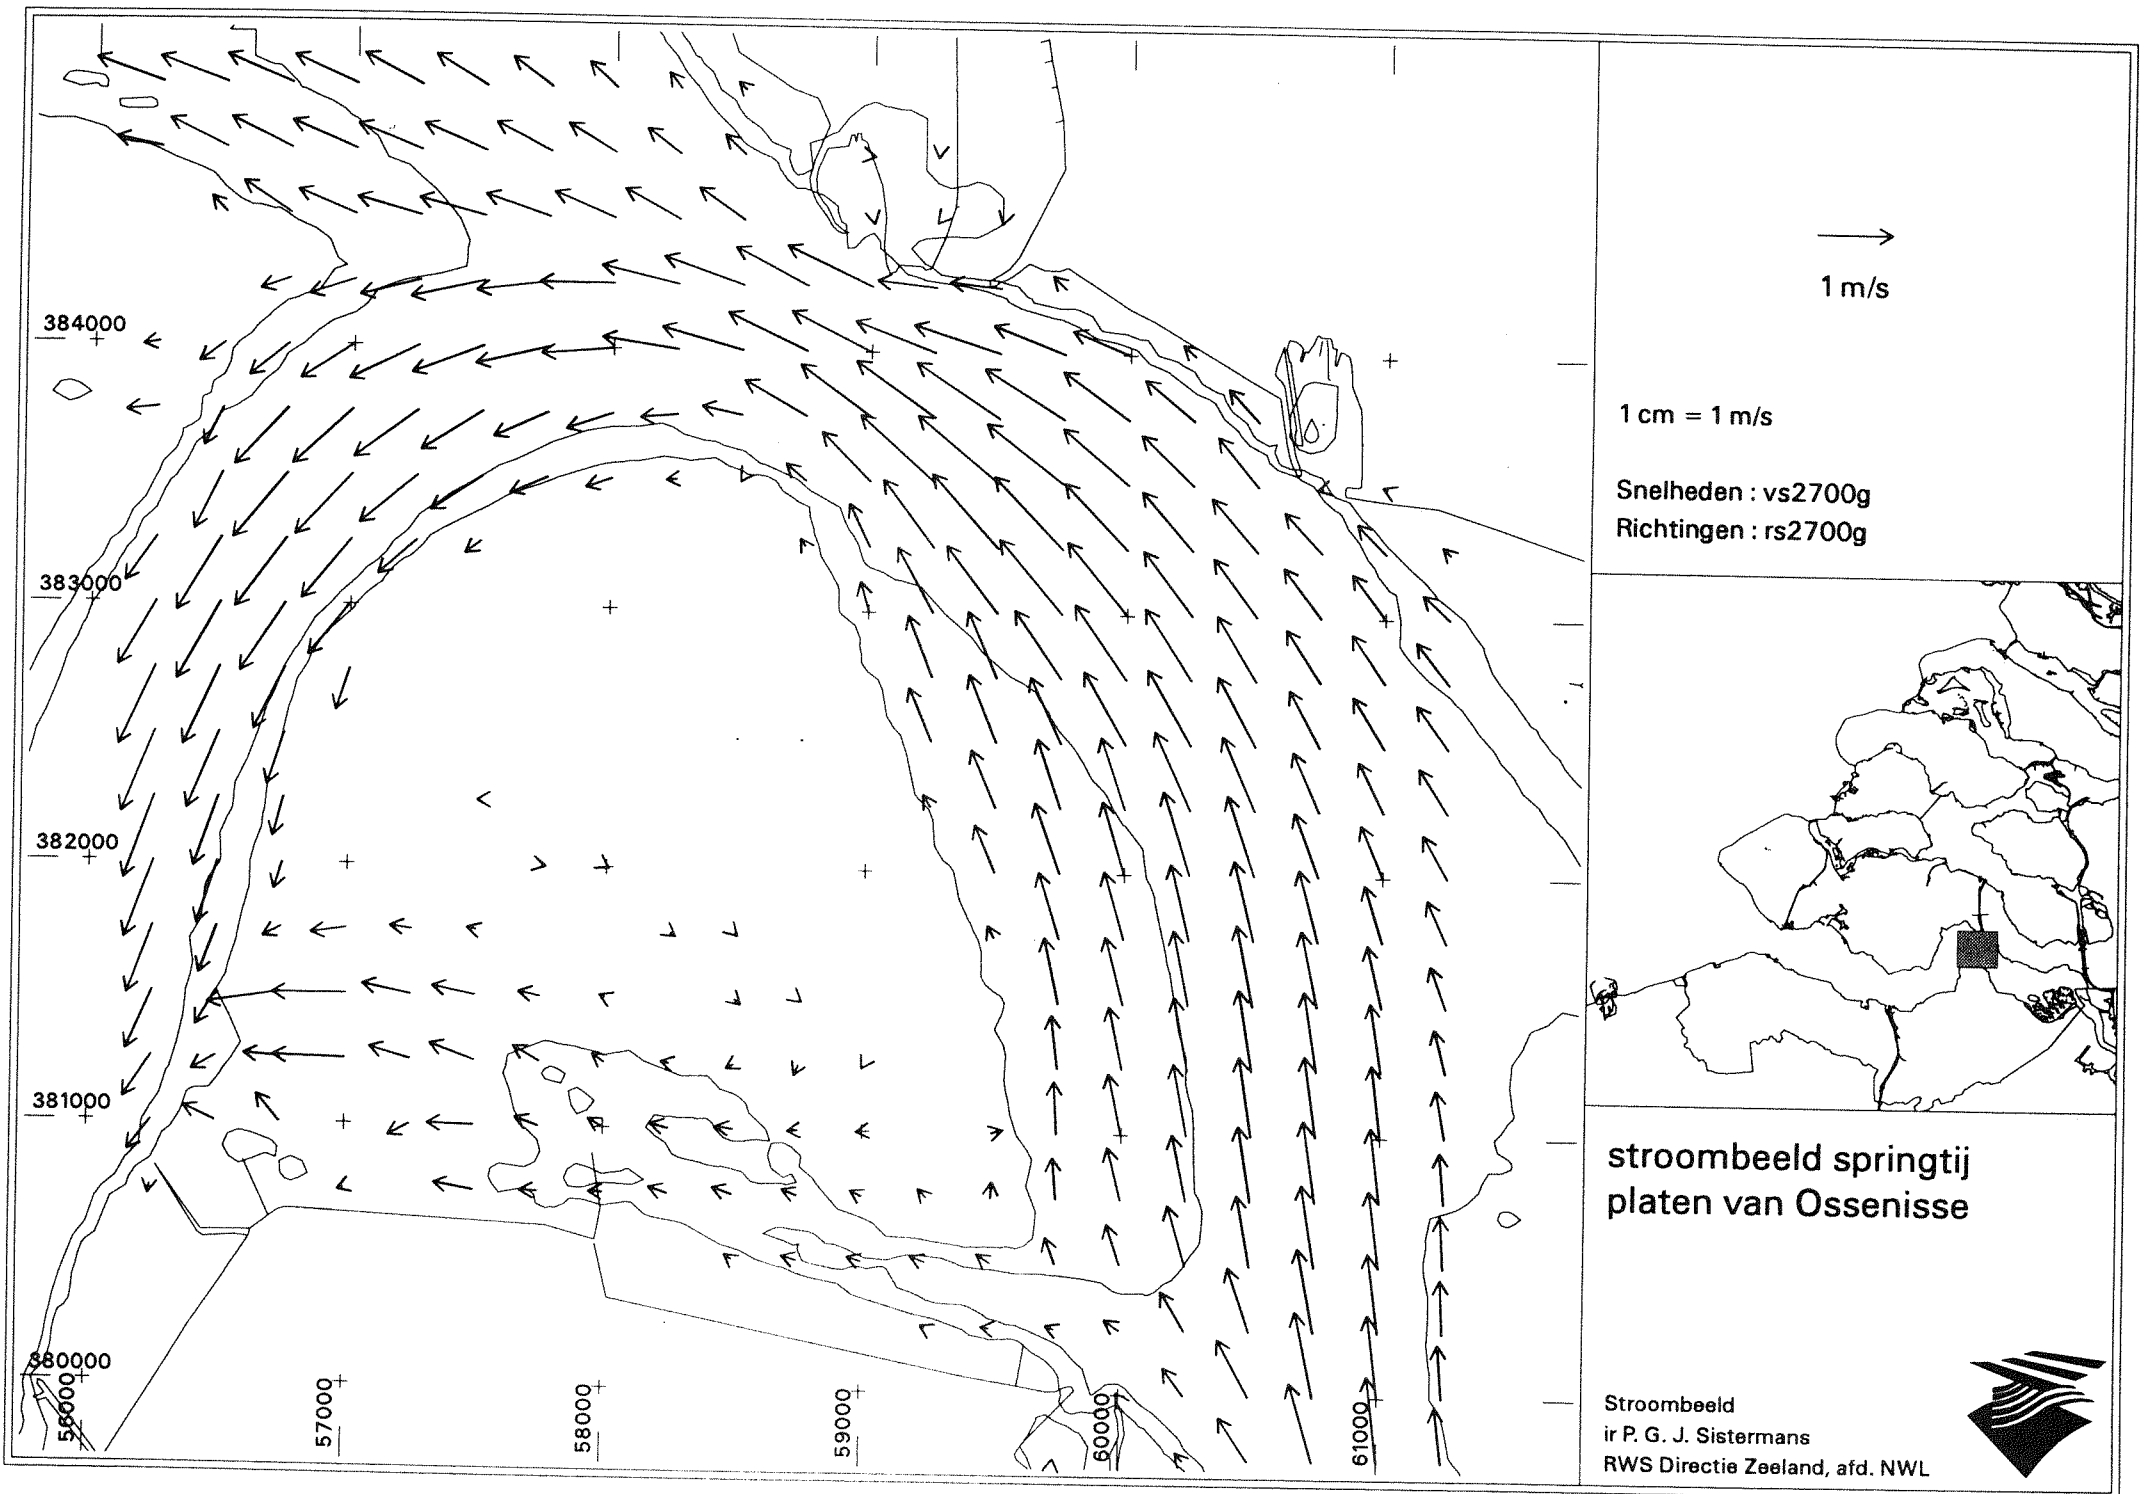 384000
383000
382000
381000
380000
56000
57000
58000
59000
60000
61000
1 m/s
1 cm = 1 m/s
Snelheden : vs2700g
Richtingen : rs2700g
stroombeeld springtij
platen van Ossenisse
Stroombeeld
ir P. G. J. Sistermans
RWS Directie Zeeland, afd. NWL